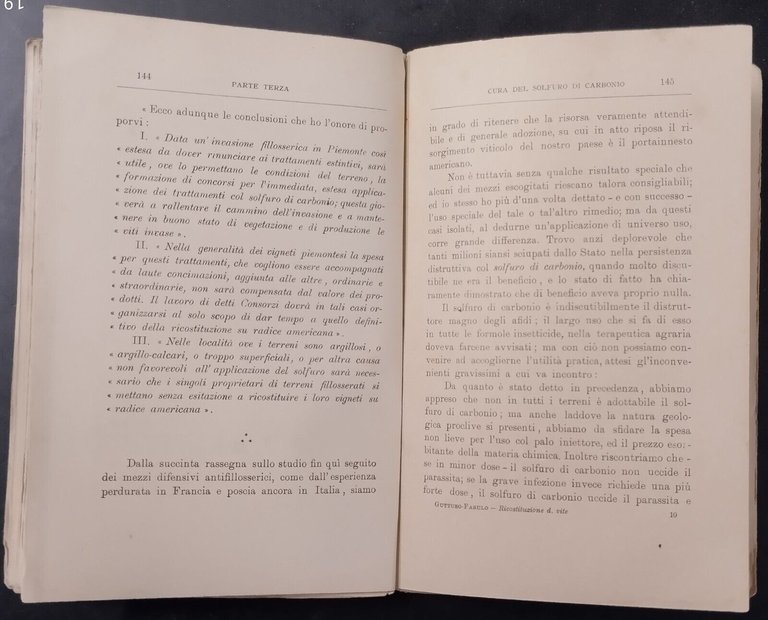 19
144
PARTE TERZA
« Ecco adunque le conclusioni che ho l'onore di pro-
porvi :
I. « Data un' invasione fillosserica in Piemonte così
« estesa da dover rinunciare ai trattamenti estintivi, sarà
« utile, ove lo permettano le condizioni del terreno, la
« formazione di concorsi per l'immediata, estesa applica-
« zione dei trattamenti col solfuro di carbonio; questa gio-
« verà a rallentare il cammino dell'invasione e a mante-
« nere in buono stato di vegetazione e di produzione le
« viti invase ».
II. « Nella generalità dei vigneti piemontesi la spesa
« per questi trattamenti, che vogliono essere accompagnati
« da laute concimazioni, aggiunta alle altre, ordinarie e
« straordinarie, non sarà compensata dal valore dei pro-
« dotti. Il lavoro di detti Consorzi dovrà in tali casi or-
« ganizzarsi al solo scopo di dar tempo a quello defini-
« tivo della ricostituzione su radice americana ».
III. « Nelle località ove i terreni sono argillosi, o
« argillo-calcari, o troppo superficiali, o per altra causa
« non favorevoli all' applicazione del solfuro sarà neces-
« sario che i singoli proprietari di terreni fillosserati si
« mettano senza esitazione a ricostituire i loro vigneti su
« radice americana ».
Dalla succinta rassegna sullo studio fin qui seguito
dei mezzi difensivi antifillosserici, come dall'esperienza
perdurata in Francia e poscia ancora in Italia, siamo
CURA DEL SOLFURO DI CARBONIO
145
in grado di ritenere che la risorsa veramente attendi-
bile e di generale adozione, su cui in atto riposa il ri-
sorgimento viticolo del nostro paese è il portainnesto
americano.
Non è tuttavia senza qualche risultato speciale che
alcuni dei mezzi escogitati riescano talora consigliabili;
ed io stesso ho più d'una volta dettato - e con successo -
l'uso speciale del tale o tal'altro rimedio; ma da questi
casi isolati, al dedurne un'applicazione di universo uso,
corre grande differenza. Trovo anzi deplorevole che
tanti milioni siansi sciupati dallo Stato nella persistenza
distruttiva col solfuro di carbonio, quando molto discu-
tibile ne era il beneficio, e lo stato di fatto ha chia-
ramente dimostrato che di beneficio aveva proprio nulla.
Il solfuro di carbonio è indiscutibilmente il distrut-
tore magno degli afidi; il largo uso che si fa di esso
in tutte le formole insetticide, nella terapeutica agraria
doveva farcene avvisati; ma con ciò non possiamo con-
venire ad accoglierne l'utilità pratica, attesi gl'inconve-
nienti gravissimi a cui va incontro :
Da quanto è stato detto in precedenza, abbiamo
appreso che non in tutti i terreni è adottabile il sol-
furo di carbonio; ma anche laddove la natura geolo-
gica proclive si presenti, abbiamo da sfidare la spesa
non lieve per l'uso col palo iniettore, ed il prezzo esor-
bitante della materia chimica. Inoltre riscontriamo che -
se in minor dose - il solfuro di carbonio non uccide il
parassita; se la grave infezione invece richiede una più
forte dose, il solfuro di carbonio uccide il parassita e
GUTTUSO-FASULO — Ricostituzione d. vite
10